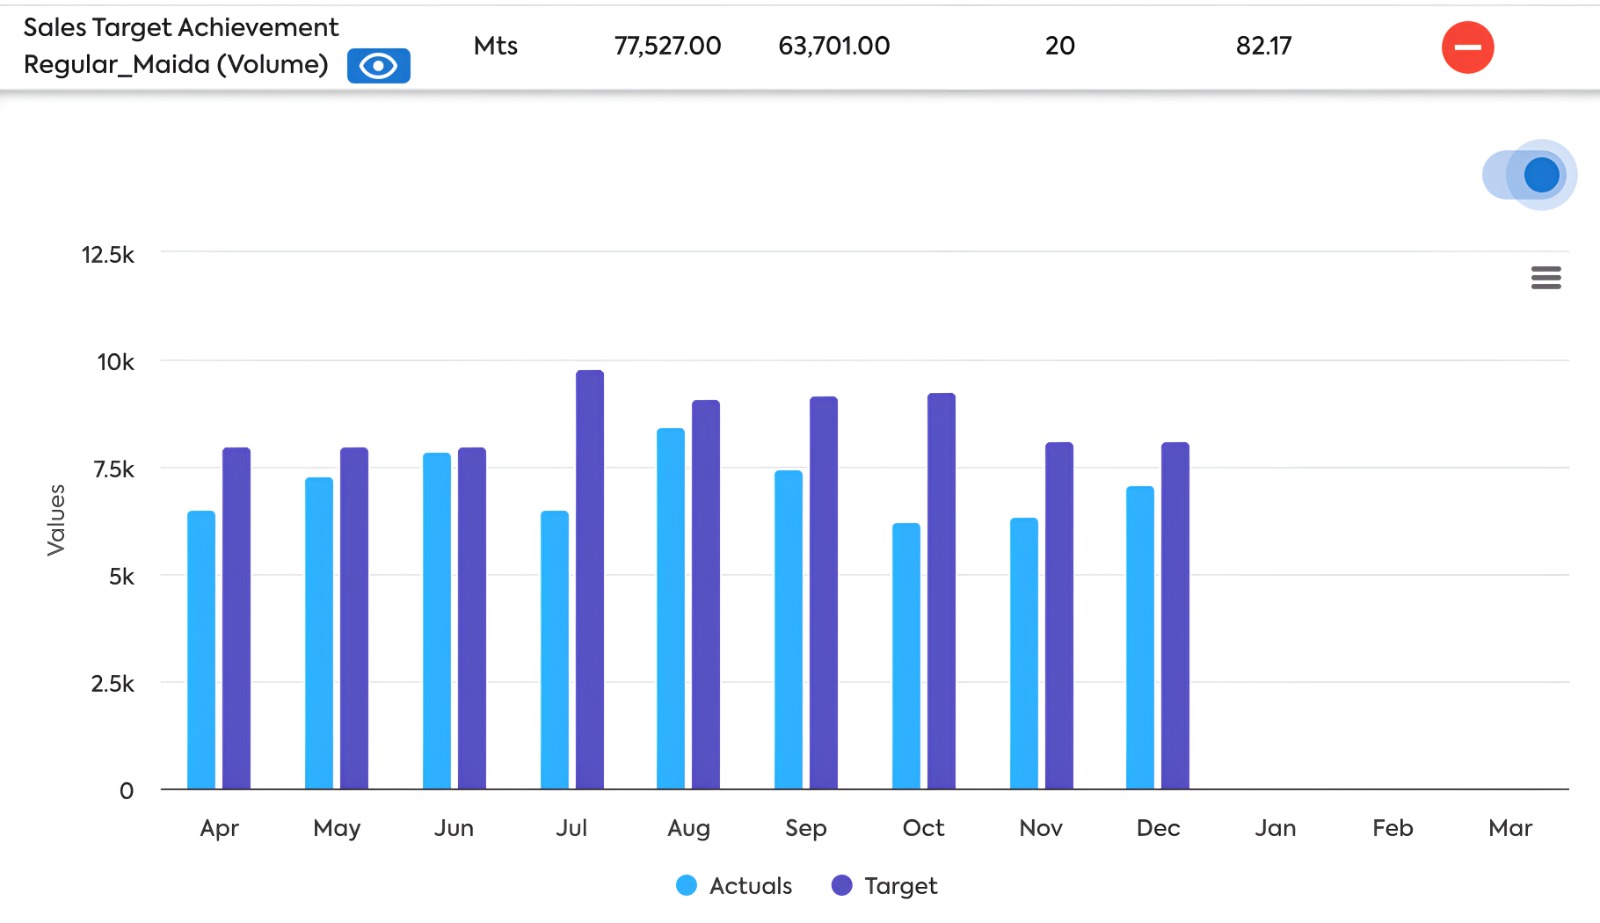 Sales Target Achievement
Regular_Maida (Volume)
Mts 77,527.00 63,701.00 20 82.17
12.5k
10k
7.5k
5k
2.5k
0
Values
Apr May Jun Jul Aug Sep Oct Nov Dec Jan Feb Mar
Actuals Target